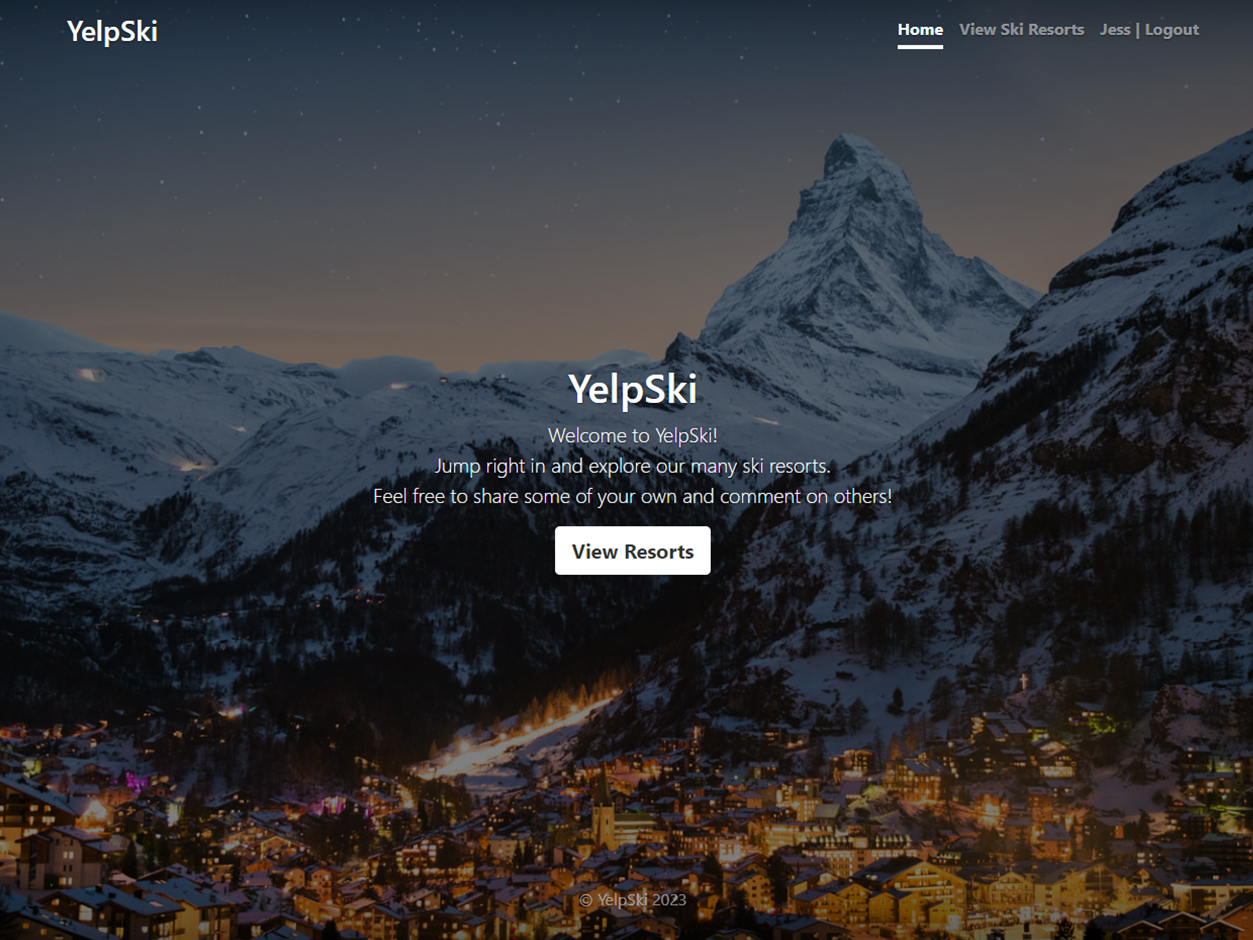 YelpSki
Home View Ski Resorts Jess | Logout
YelpSki
Welcome to YelpSki!
Jump right in and explore our many ski resorts.
Feel free to share some of your own and comment on others!
View Resorts
© YelpSki 2023